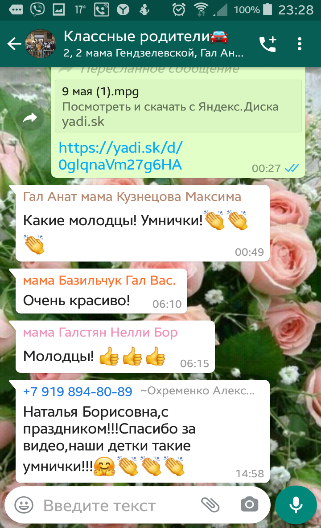 17°
100%
23:28
Классные родители🚗
2, 2 мама Гендзелевской, Гал Ан...
Пересланное сообщение
9 мая (1).mpg
Посмотреть и скачать с Яндекс.Диска
yadi.sk
https://yadi.sk/d/
0glqnaVm27g6HA
00:27
Гал Анат мама Кузнецова Максима
Какие молодцы! Умнички!👏👏
👏
00:49
мама Базильчук Гал Вас.
Очень красиво!
06:10
мама Галстян Нелли Бор
Молодцы! 👍👍👍
06:15
+7 919 894-80-89 ~Охременко Алекс...
Наталья Борисовна,с
праздником!!!Спасибо за
видео,наши детки такие
умнички!!!🤗👏👏👏
14:58
Введите текст